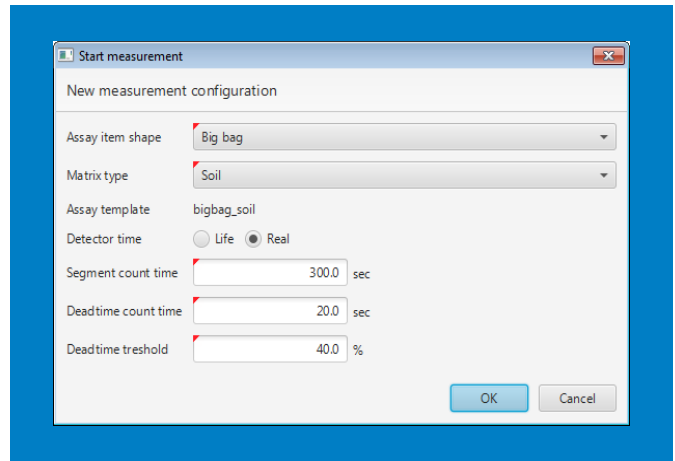 Start measurement
New measurement configuration
Assay item shape Big bag
Matrix type Soil
Assay template bigbag_soil
Detector time Life Real
Segment count time 300.0 sec
Deadtime count time 20.0 sec
Deadtime treshold 40.0 %
OK Cancel